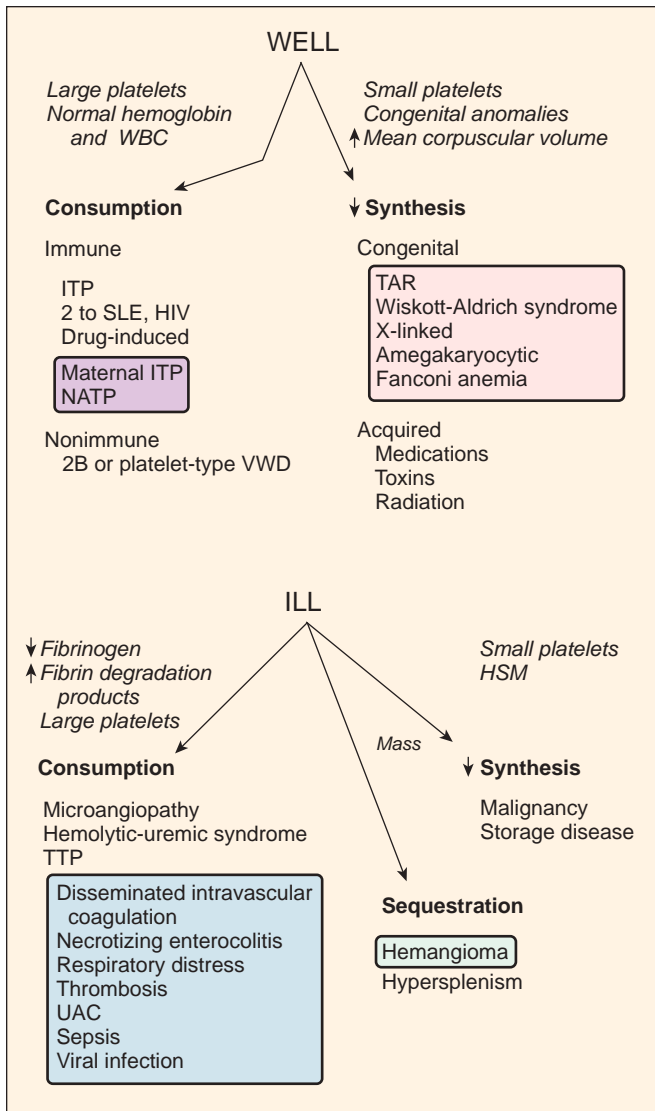 WELL
Large platelets
Normal hemoglobin
and WBC
Small platelets
Congenital anomalies
↑ Mean corpuscular volume
Consumption
Immune
ITP
2 to SLE, HIV
Drug-induced
Maternal ITP
NATP
Nonimmune
2B or platelet-type VWD
↓ Synthesis
Congenital
TAR
Wiskott-Aldrich syndrome
X-linked
Amegakaryocytic
Fanconi anemia
Acquired
Medications
Toxins
Radiation
ILL
↓ Fibrinogen
↑ Fibrin degradation
products
Large platelets
Small platelets
HSM
Mass
Consumption
Microangiopathy
Hemolytic-uremic syndrome
TTP
Disseminated intravascular
coagulation
Necrotizing enterocolitis
Respiratory distress
Thrombosis
UAC
Sepsis
Viral infection
↓ Synthesis
Malignancy
Storage disease
Sequestration
Hemangioma
Hypersplenism